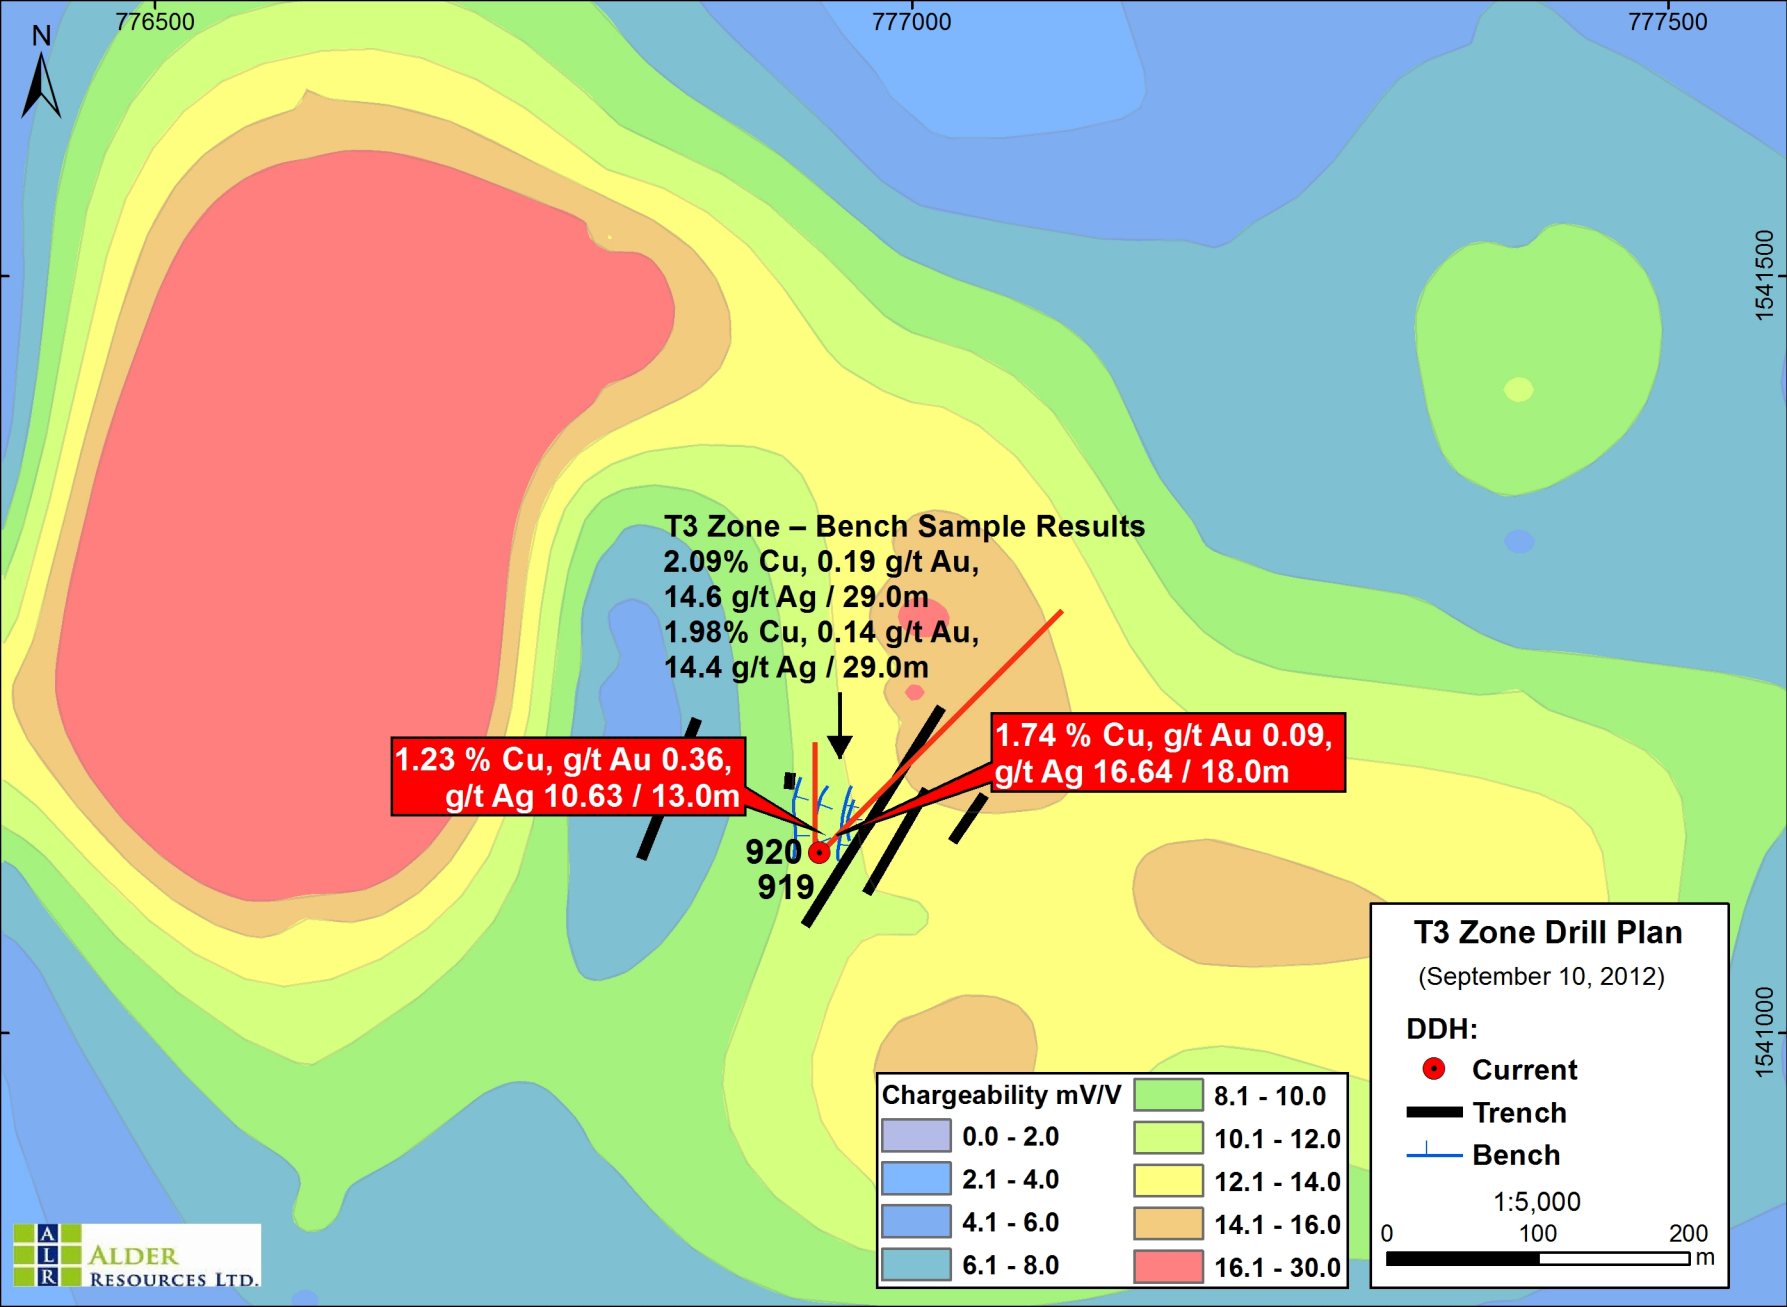 776500
777000
777500
N
1541500
T3 Zone – Bench Sample Results
2.09% Cu, 0.19 g/t Au,
14.6 g/t Ag / 29.0m
1.98% Cu, 0.14 g/t Au,
14.4 g/t Ag / 29.0m
1.23 % Cu, g/t Au 0.36,
g/t Ag 10.63 / 13.0m
1.74 % Cu, g/t Au 0.09,
g/t Ag 16.64 / 18.0m
920
919
T3 Zone Drill Plan
(September 10, 2012)
DDH:
Current
Trench
Bench
1:5,000
0 100 200
m
1541000
Chargeability mV/V
0.0 - 2.0
2.1 - 4.0
4.1 - 6.0
6.1 - 8.0
8.1 - 10.0
10.1 - 12.0
12.1 - 14.0
14.1 - 16.0
16.1 - 30.0
A
L
R
ALDER
RESOURCES LTD.